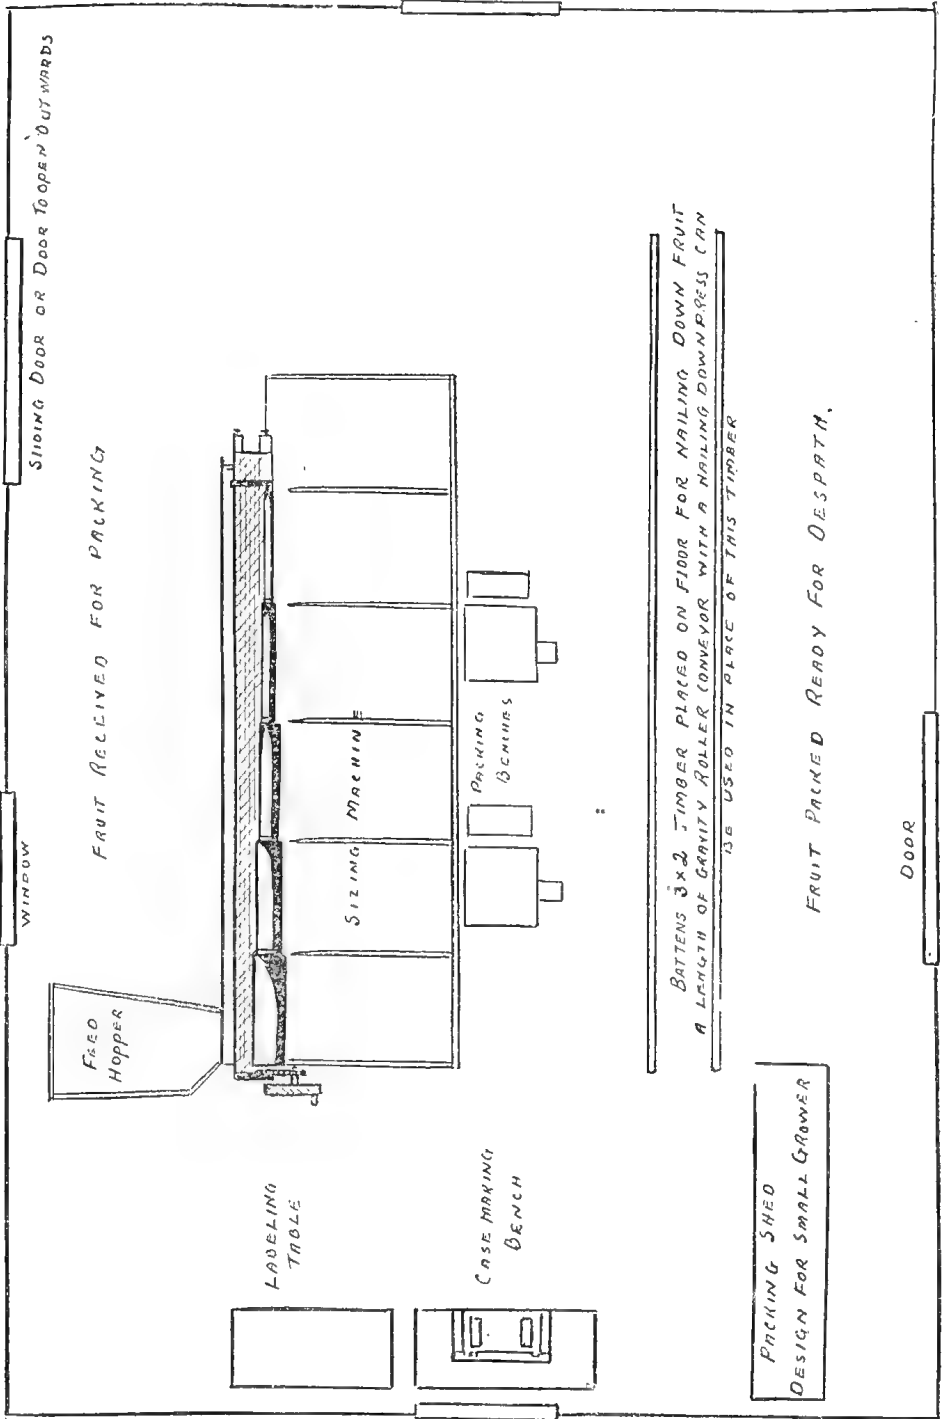 SLIDING DOOR OR DOOR TO OPEN OUTWARDS
WINDOW
FRUIT RECEIVED FOR PACKING
FEED
HOPPER
SIZING MACHINE
LABELING
TABLE
PACKING
BENCHES
CASE MAKING
BENCH
BATTENS 3x2 TIMBER PLACED ON FLOOR FOR NAILING DOWN FRUIT
A LENGTH OF GRAVITY ROLLER CONVEYOR WITH A NAILING DOWN PRESS CAN
BE USED IN PLACE OF THIS TIMBER
FRUIT PACKED READY FOR DESPATH.
DOOR
PACKING SHED
DESIGN FOR SMALL GROWER